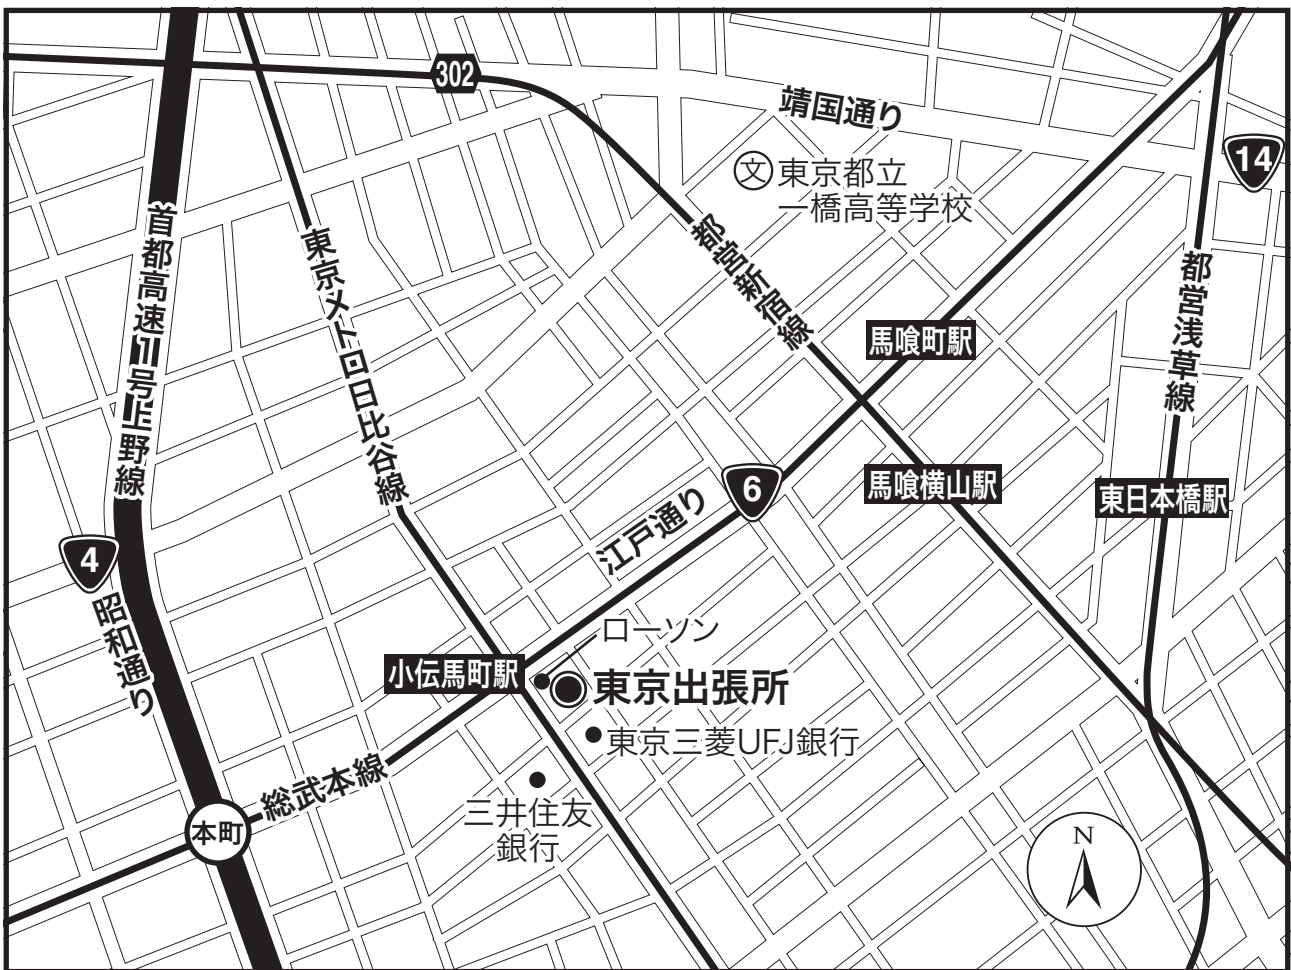 302
靖国通り
14
文
東京都立
一橋高等学校
首都高速1号上野線
東京メトロ日比谷線
都営新宿線
都営浅草線
馬喰町駅
馬喰横山駅
東日本橋駅
6
江戸通り
4
昭和通り
ローソン
小伝馬町駅
東京出張所
東京三菱UFJ銀行
総武本線
三井住友
銀行
本町
N